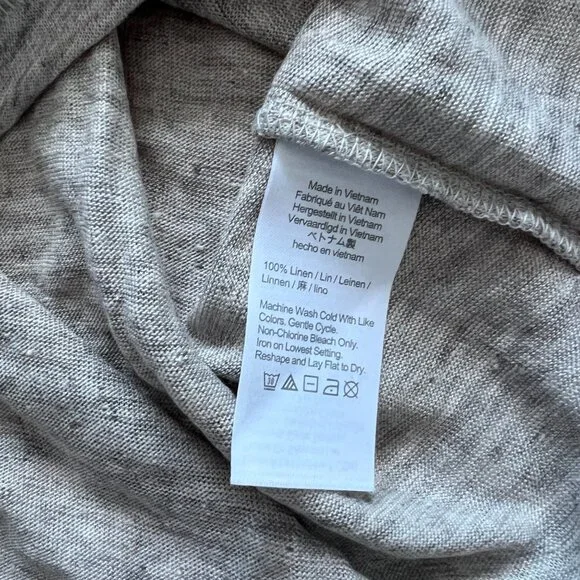 Made in Vietnam
Fabriqué au Viêt Nam
Hergestellt in Vietnam
Vervaardigd in Vietnam
ベトナム製
hecho en vietnam
100% Linen / Lin / Leinen /
Linnen / 麻 / lino
Machine Wash Cold With Like
Colors. Gentle Cycle.
Non-Chlorine Bleach Only.
Iron on Lowest Setting.
Reshape and Lay Flat to Dry.
30